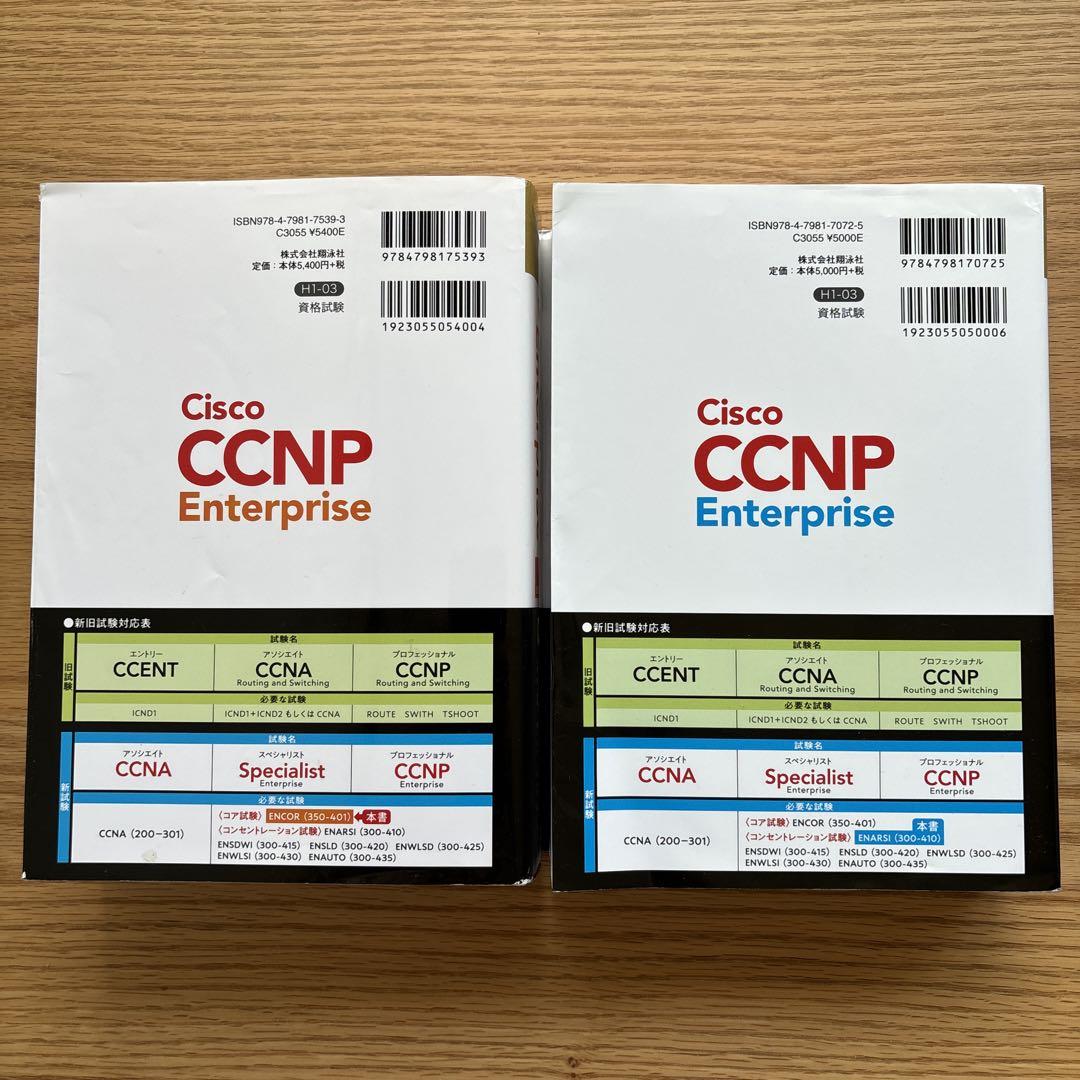 ISBN978-4-7981-7539-3
C3055 ¥5400E
株式会社翔泳社
定価：本体5,400円+税
H1-03
資格試験
9784798175393
1923055054004
Cisco
CCNP
Enterprise
●新旧試験対応表
旧試験
試験名
エントリー アソシエイト プロフェッショナル
CCENT CCNA CCNP
Routing and Switching Routing and Switching
必要な試験
ICND1 ICND1+ICND2 もしくは CCNA ROUTE SWITH TSHOOT
新試験
試験名
アソシエイト スペシャリスト プロフェッショナル
CCNA Specialist CCNP
Enterprise Enterprise
必要な試験
CCNA (200-301)
〈コア試験〉 ENCOR (350-401) 本書
〈コンセントレーション試験〉 ENARSI (300-410)
ENSDWI (300-415) ENSLD (300-420) ENWLSD (300-425)
ENWLSI (300-430) ENAUTO (300-435)
ISBN978-4-7981-7072-5
C3055 ¥5000E
株式会社翔泳社
定価：本体5,000円+税
H1-03
資格試験
9784798170725
1923055050006
Cisco
CCNP
Enterprise
●新旧試験対応表
旧試験
試験名
エントリー アソシエイト プロフェッショナル
CCENT CCNA CCNP
Routing and Switching Routing and Switching
必要な試験
ICND1 ICND1+ICND2 もしくは CCNA ROUTE SWITH TSHOOT
新試験
試験名
アソシエイト スペシャリスト プロフェッショナル
CCNA Specialist CCNP
Enterprise Enterprise
必要な試験
CCNA (200-301)
〈コア試験〉 ENCOR (350-401) 本書
〈コンセントレーション試験〉 ENARSI (300-410)
ENSDWI (300-415) ENSLD (300-420) ENWLSD (300-425)
ENWLSI (300-430) ENAUTO (300-435)